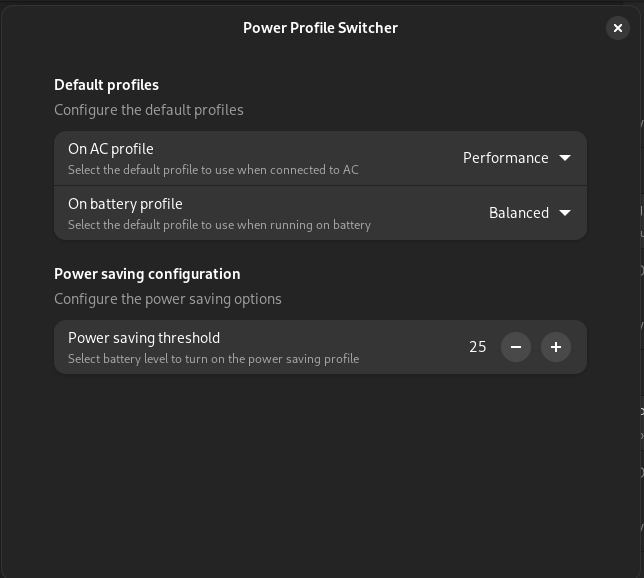 Power Profile Switcher
Default profiles
Configure the default profiles
On AC profile
Select the default profile to use when connected to AC
Performance
On battery profile
Select the default profile to use when running on battery
Balanced
Power saving configuration
Configure the power saving options
Power saving threshold
Select battery level to turn on the power saving profile
25